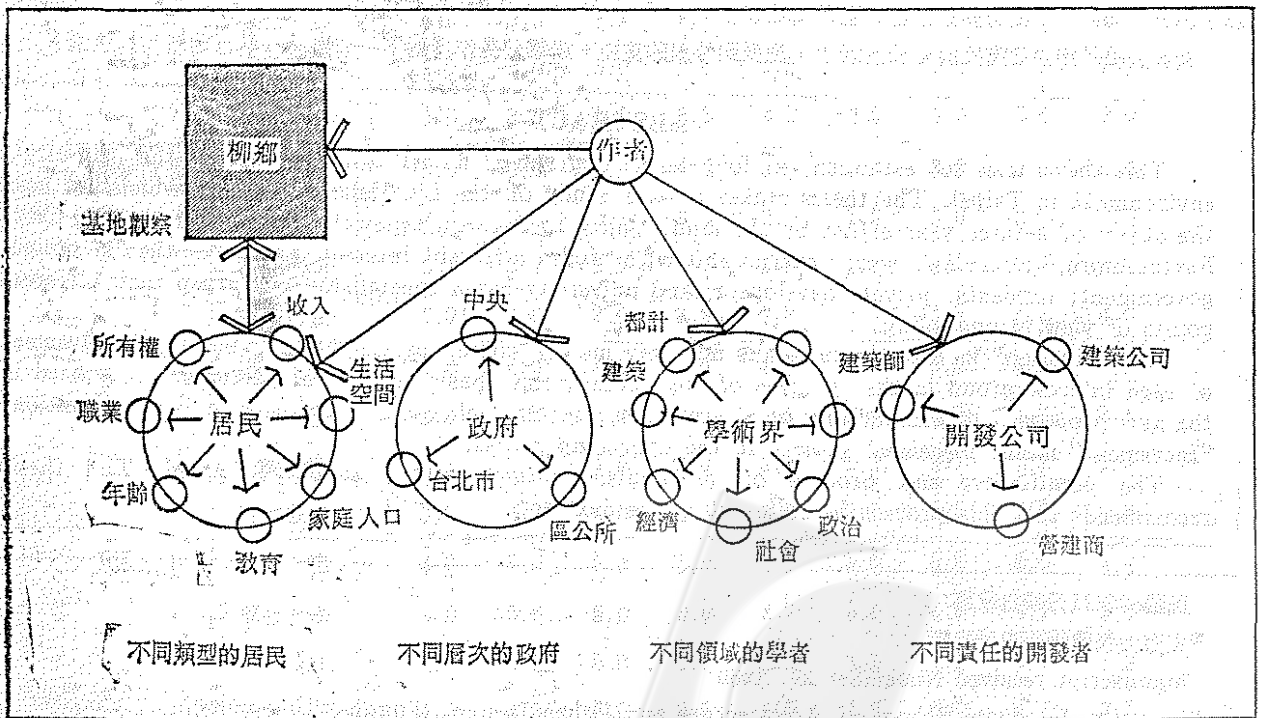 柳鄉
作者
基地觀察
收入
所有權
生活
空間
職業
居民
年齡
家庭人口
教育
中央
政府
台北市
區公所
都計
建築
學術界
經濟
社會
政治
建築師
建築公司
開發公司
營建商
不同類型的居民
不同層次的政府
不同領域的學者
不同責任的開發者